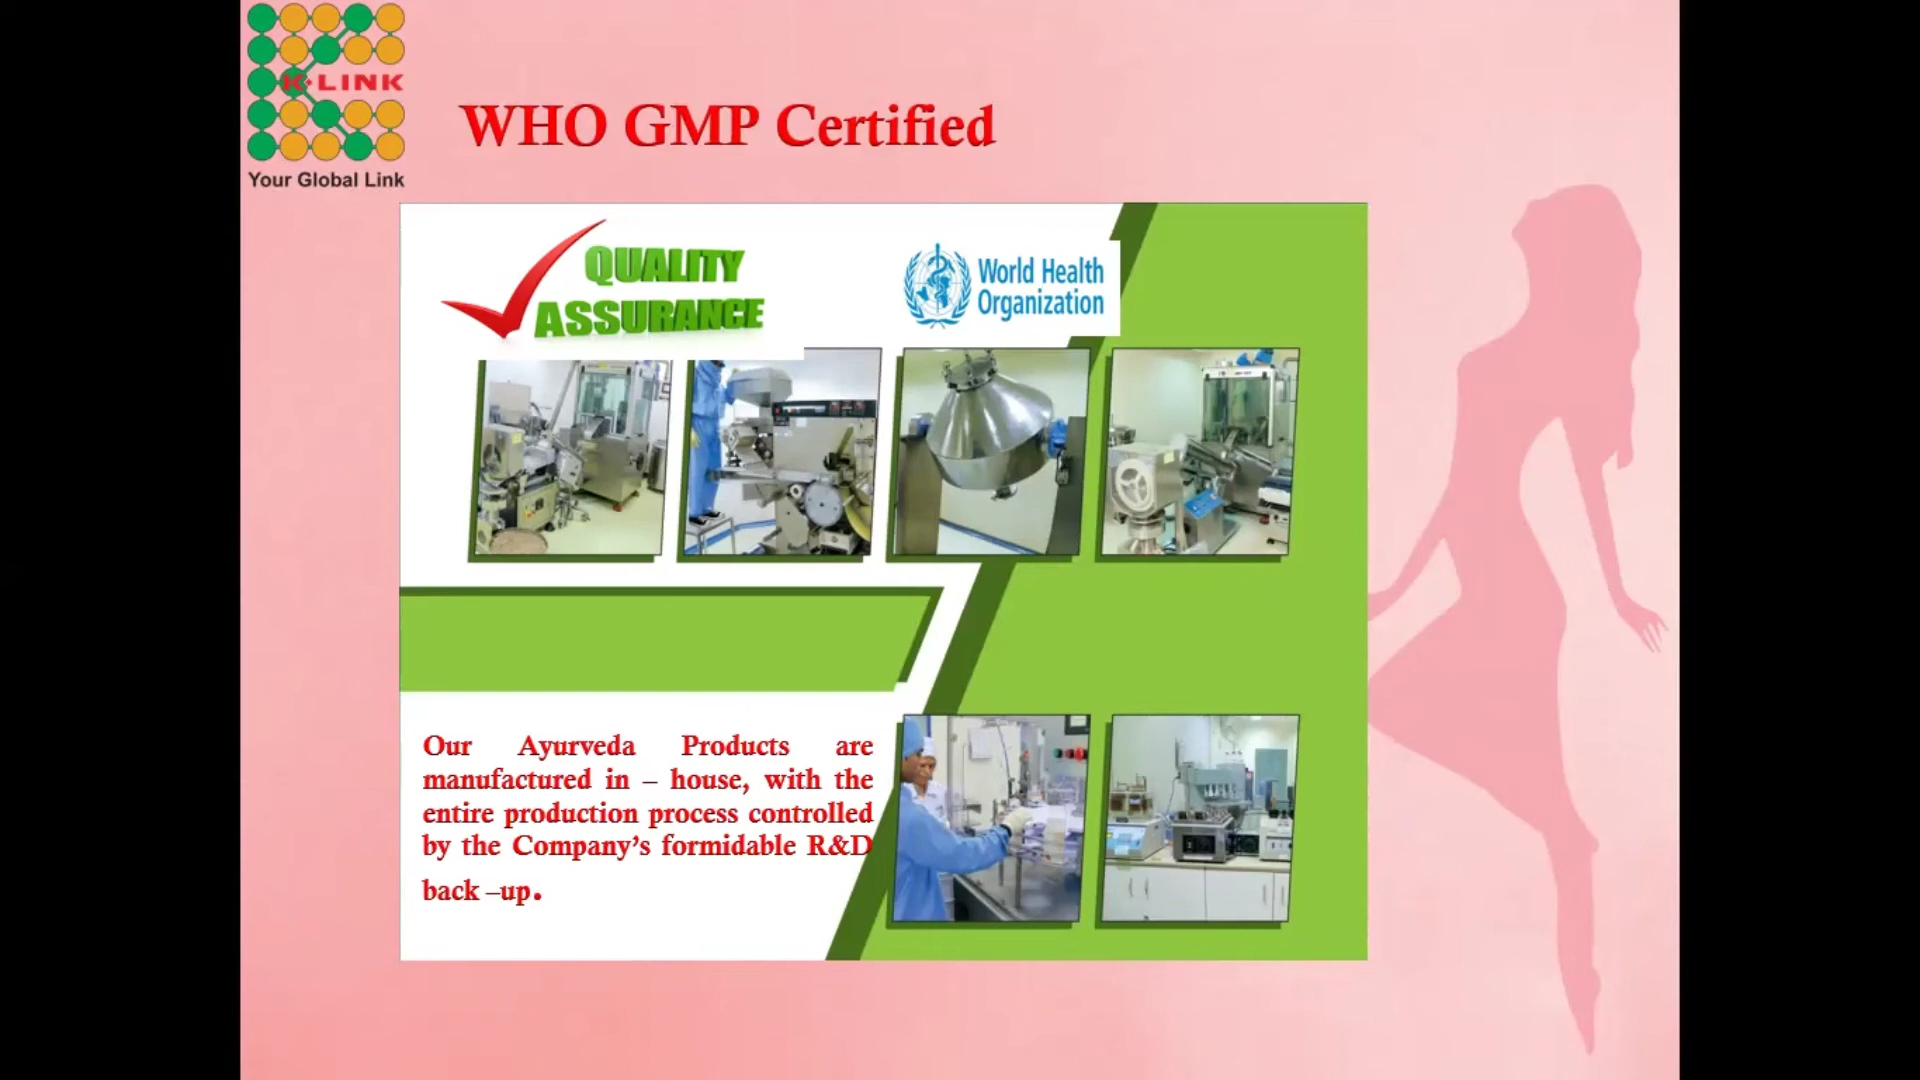 K-LINK
Your Global Link
WHO GMP Certified
QUALITY
ASSURANCE
World Health
Organization
Our Ayurveda Products are
manufactured in – house, with the
entire production process controlled
by the Company’s formidable R&D
back –up.